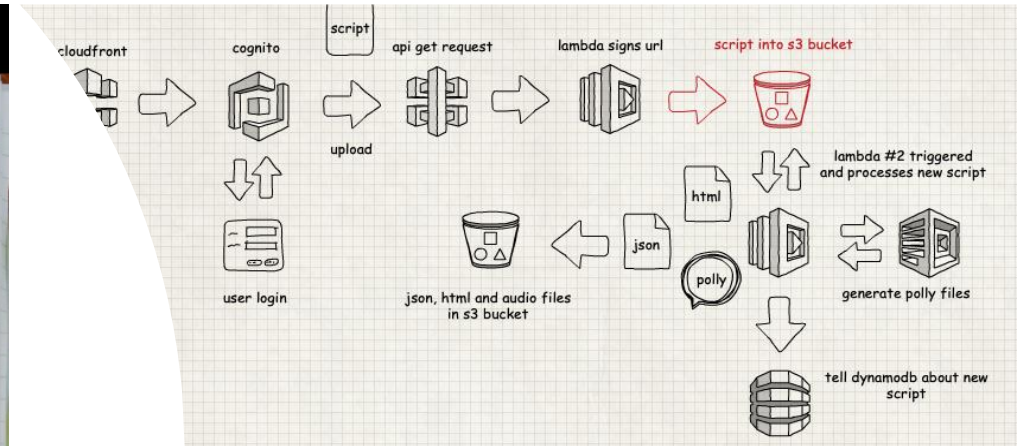 script
cloudfront
cognito
api get request
lambda signs url
script into s3 bucket
upload
lambda #2 triggered
and processes new script
html
json
polly
user login
json, html and audio files
in s3 bucket
generate polly files
tell dynamodb about new
script